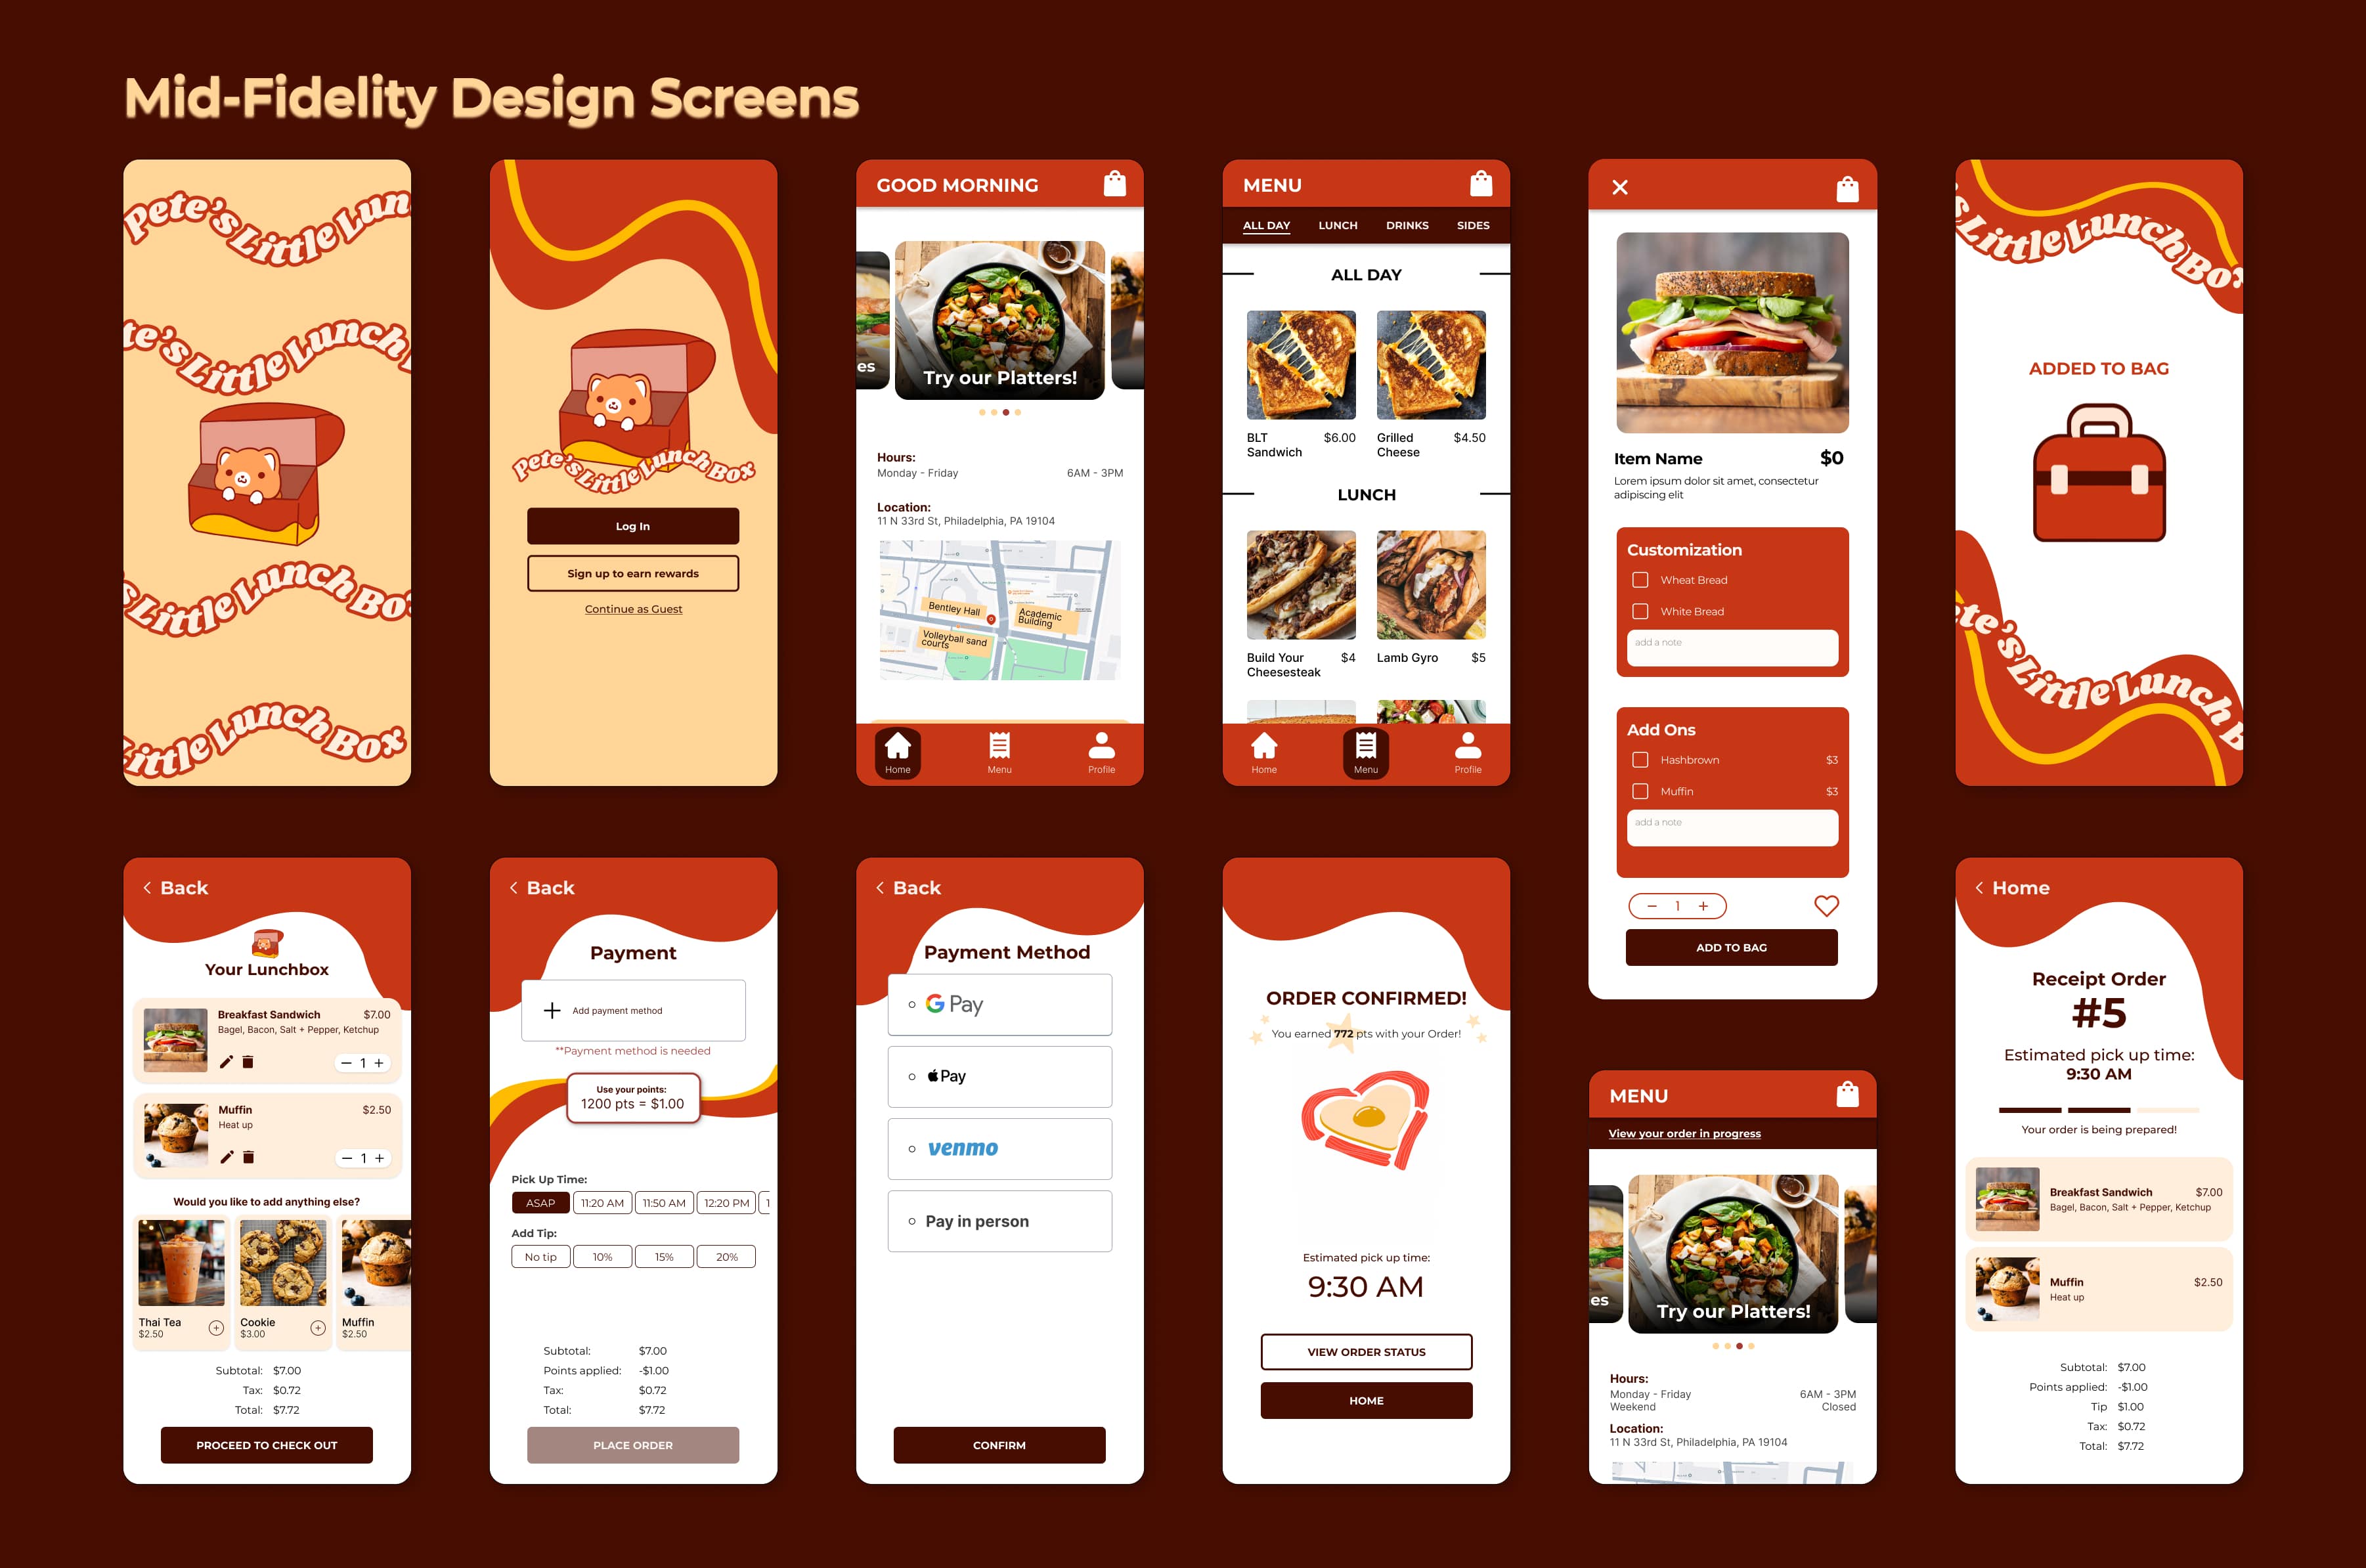 Mid-Fidelity Design Screens
Pete's Little Lun
te's Little Lunch
s Little Lunch Bo
ittle Lunch Box
Pete's Little Lunch Box
Log In
Sign up to earn rewards
Continue as Guest
GOOD MORNING
es
Try our Platters!
Hours:
Monday - Friday 6AM - 3PM
Location:
11 N 33rd St, Philadelphia, PA 19104
Bentley Hall
Academic
Building
Volleyball sand
courts
Home Menu Profile
MENU
ALL DAY LUNCH DRINKS SIDES
ALL DAY
BLT $6.00 Grilled $4.50
Sandwich Cheese
LUNCH
Build Your $4 Lamb Gyro $5
Cheesesteak
Home Menu Profile
Item Name $0
Lorem ipsum dolor sit amet, consectetur
adipiscing elit
Customization
Wheat Bread
White Bread
add a note
Add Ons
Hashbrown $3
Muffin $3
add a note
1
ADD TO BAG
s Little Lunch Bo
ADDED TO BAG
te's Little Lunch B
Back
Your Lunchbox
Breakfast Sandwich $7.00
Bagel, Bacon, Salt + Pepper, Ketchup
1
Muffin $2.50
Heat up
1
Would you like to add anything else?
Thai Tea Cookie Muffin
$2.50 $3.00 $2.50
Subtotal: $7.00
Tax: $0.72
Total: $7.72
PROCEED TO CHECK OUT
Back
Payment
Add payment method
**Payment method is needed
Use your points:
1200 pts = $1.00
Pick Up Time:
ASAP 11:20 AM 11:50 AM 12:20 PM 1
Add Tip:
No tip 10% 15% 20%
Subtotal: $7.00
Points applied: -$1.00
Tax: $0.72
Total: $7.72
PLACE ORDER
Back
Payment Method
G Pay
Pay
venmo
Pay in person
CONFIRM
ORDER CONFIRMED!
You earned 772 pts with your Order!
Estimated pick up time:
9:30 AM
VIEW ORDER STATUS
HOME
MENU
View your order in progress
es
Try our Platters!
Hours:
Monday - Friday 6AM - 3PM
Weekend Closed
Location:
11 N 33rd St, Philadelphia, PA 19104
Home
Receipt Order
#5
Estimated pick up time:
9:30 AM
Your order is being prepared!
Breakfast Sandwich $7.00
Bagel, Bacon, Salt + Pepper, Ketchup
Muffin $2.50
Heat up
Subtotal: $7.00
Points applied: -$1.00
Tip $1.00
Tax: $0.72
Total: $7.72